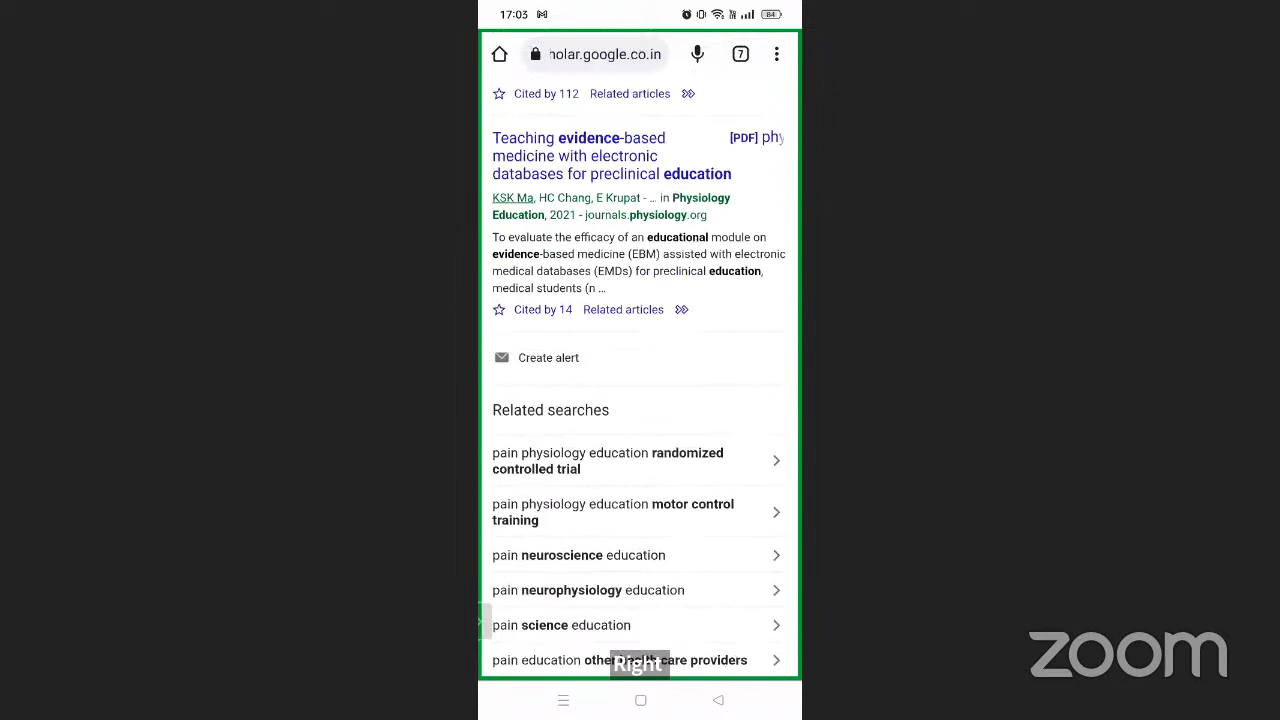 17:03
84
holar.google.co.in
7
Cited by 112 Related articles
Teaching evidence-based
medicine with electronic
databases for preclinical education
[PDF] phy
KSK Ma, HC Chang, E Krupat - ... in Physiology
Education, 2021 - journals.physiology.org
To evaluate the efficacy of an educational module on
evidence-based medicine (EBM) assisted with electronic
medical databases (EMDs) for preclinical education,
medical students (n ...
Cited by 14 Related articles
Create alert
Related searches
pain physiology education randomized
controlled trial
pain physiology education motor control
training
pain neuroscience education
pain neurophysiology education
pain science education
pain education other healthcare providers
Right
zoom